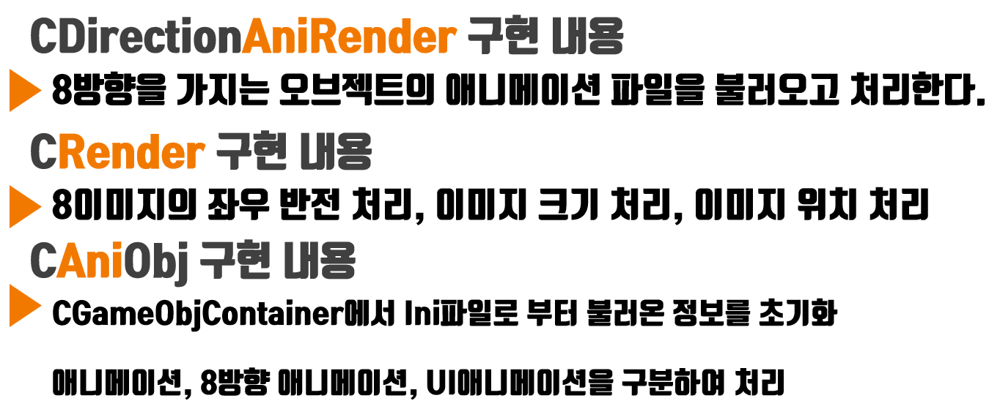 CDirectionAniRender 구현 내용
8방향을 가지는 오브젝트의 애니메이션 파일을 불러오고 처리한다.
CRender 구현 내용
8이미지의 좌우 반전 처리, 이미지 크기 처리, 이미지 위치 처리
CAniObj 구현 내용
CGameObjContainer에서 Ini파일로 부터 불러온 정보를 초기화
애니메이션, 8방향 애니메이션, UI애니메이션을 구분하여 처리